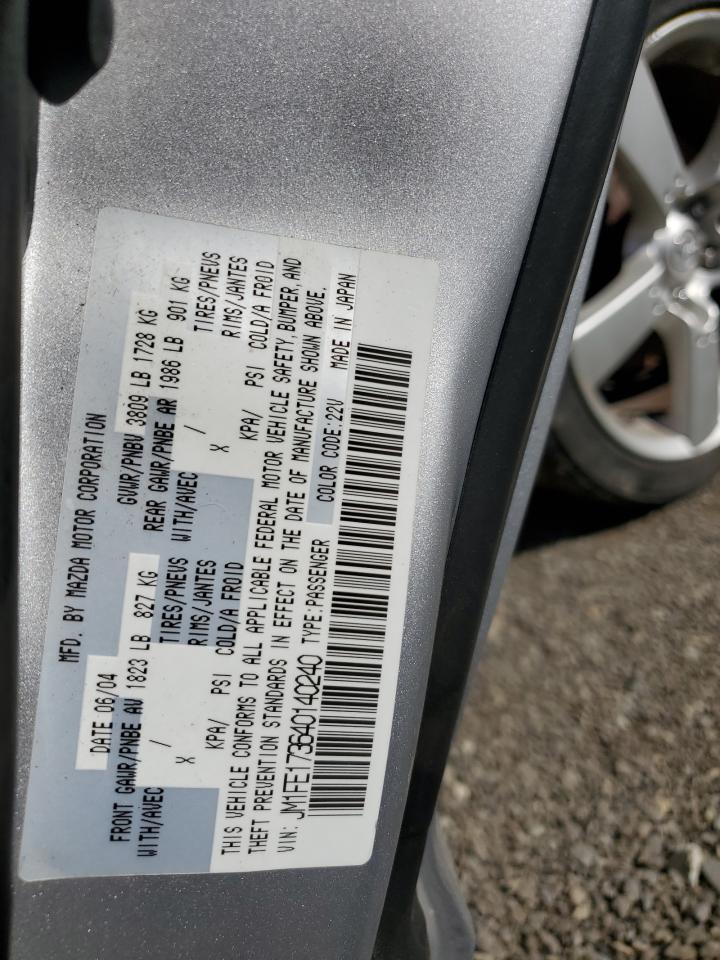 MFD. BY MAZDA MOTOR CORPORATION
DATE 06/04 GVWR/PNBV 3809 LB 1728 KG
FRONT GAWR/PNBE AV 1823 LB 827 KG REAR GAWR/PNBE AR 1986 LB 901 KG
WITH/AVEC / TIRES/PNEUS WITH/AVEC / TIRES/PNEUS
X RIMS/JANTES X RIMS/JANTES
KPA/ PSI COLD/A FROID KPA/ PSI COLD/A FROID
THIS VEHICLE CONFORMS TO ALL APPLICABLE FEDERAL MOTOR VEHICLE SAFETY, BUMPER, AND
THEFT PREVENTION STANDARDS IN EFFECT ON THE DATE OF MANUFACTURE SHOWN ABOVE.
VIN: JM1FE173640140240 TYPE:PASSENGER COLOR CODE:22V MADE IN JAPAN